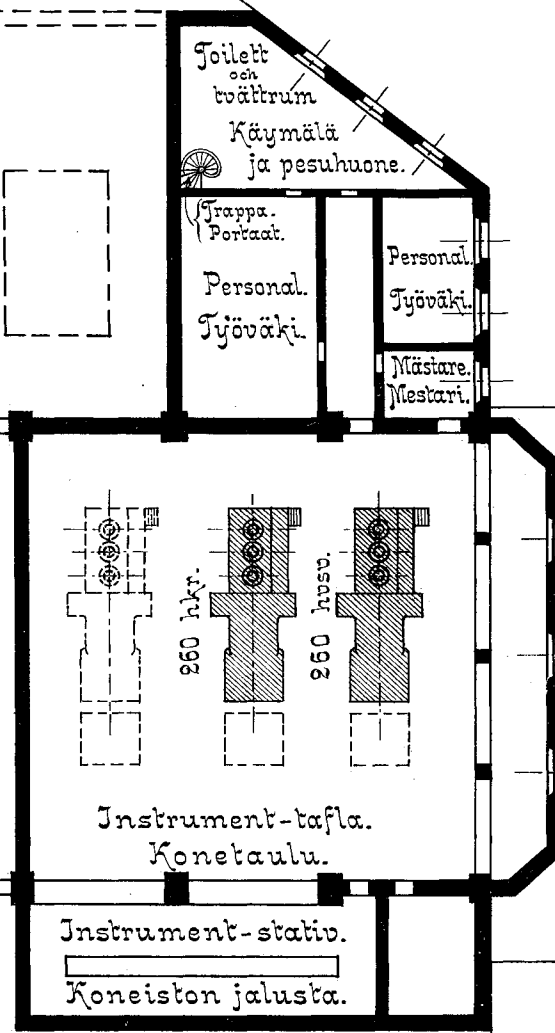 Toilett
och
tvättrum
Käymälä
ja pesuhuone.
Trappa.
Portaat.
Personal.
Työväki.
Personal.
Työväki.
Mästare.
Mestari.
260 hkr.
260 hvsv.
Instrument-tafla.
Konetaulu.
Instrument-stativ.
Koneiston jalusta.